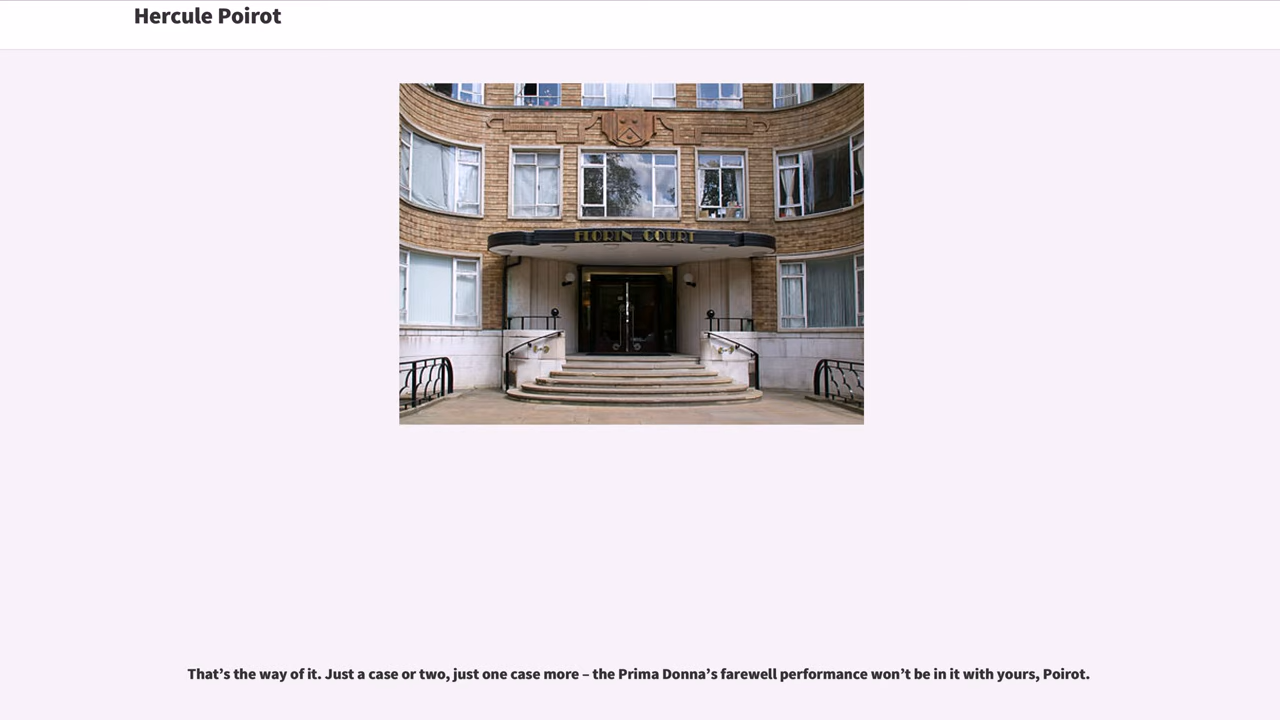 Hercule Poirot
FLORIN COURT
That’s the way of it. Just a case or two, just one case more – the Prima Donna’s farewell performance won’t be in it with yours, Poirot.